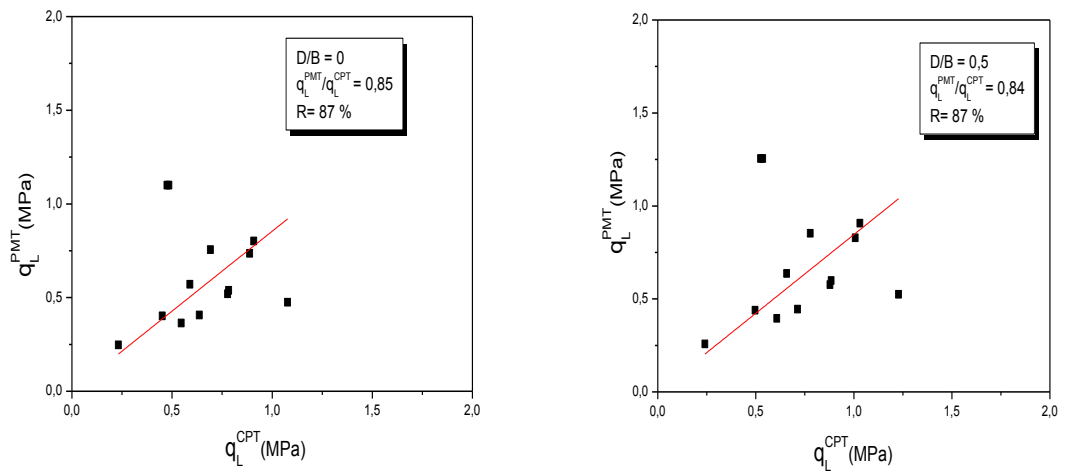 2,0
D/B = 0
q_L^PMT/q_L^CPT = 0,85
R= 87 %
1,5
1,0
0,5
0,0
q_L^PMT(MPa)
0,0 0,5 1,0 1,5 2,0
q_L^CPT(MPa)
2,0
D/B = 0,5
q_L^PMT/q_L^CPT = 0,84
R= 87 %
1,5
1,0
0,5
0,0
q_L^PMT(MPa)
0,0 0,5 1,0 1,5 2,0
q_L^CPT(MPa)